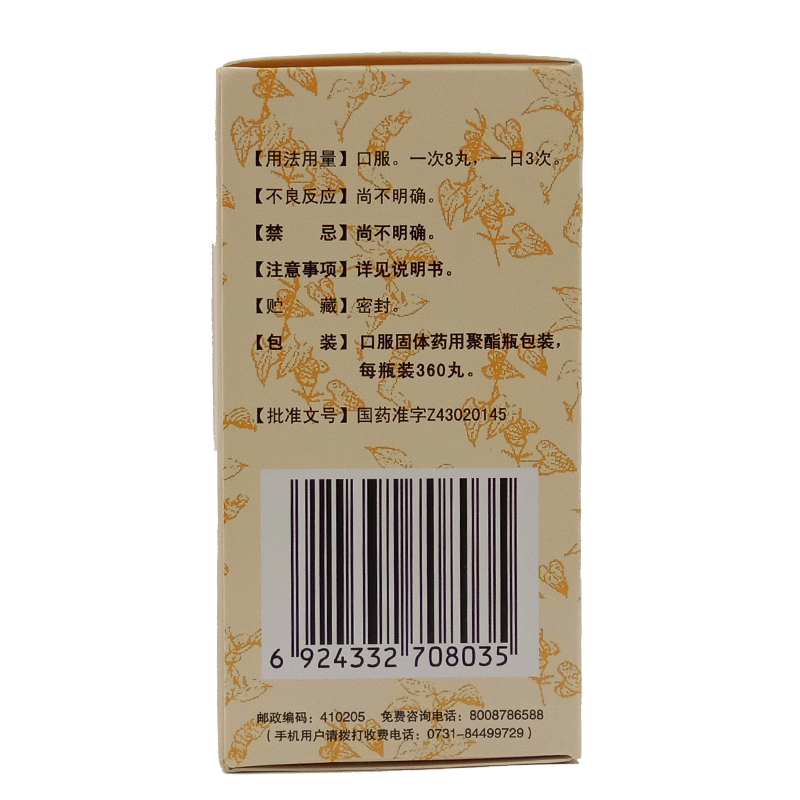 【用法用量】口服。一次8丸，一日3次。
【不良反应】尚不明确。
【禁　　忌】尚不明确。
【注意事项】详见说明书。
【贮　　藏】密封。
【包　　装】口服固体药用聚酯瓶包装，
每瓶装360丸。
【批准文号】国药准字Z43020145
6 924332 708035
邮政编码：410205　免费咨询电话：8008786588
（手机用户请拨打收费电话：0731-84499729）